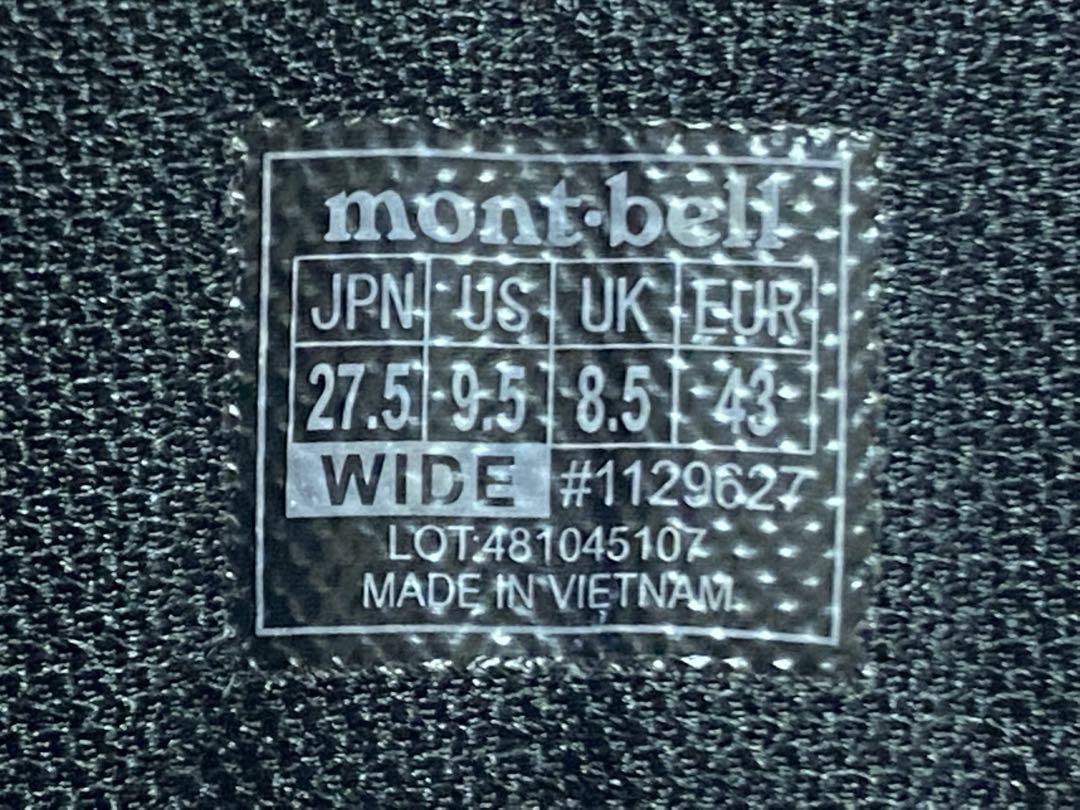 mont·bell
JPN US UK EUR
27.5 9.5 8.5 43
WIDE #1129627
LOT:481045107
MADE IN VIETNAM